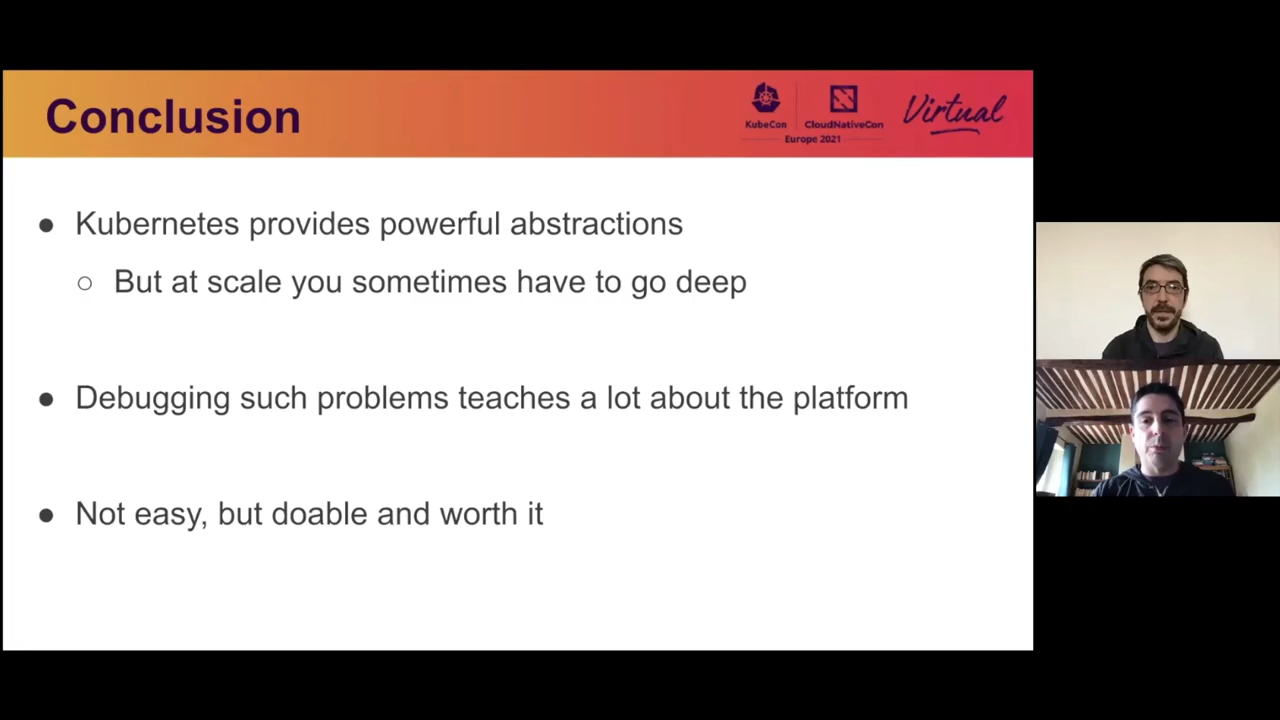 Conclusion
KubeCon
CloudNativeCon
Europe 2021
Virtual
● Kubernetes provides powerful abstractions
○ But at scale you sometimes have to go deep
● Debugging such problems teaches a lot about the platform
● Not easy, but doable and worth it